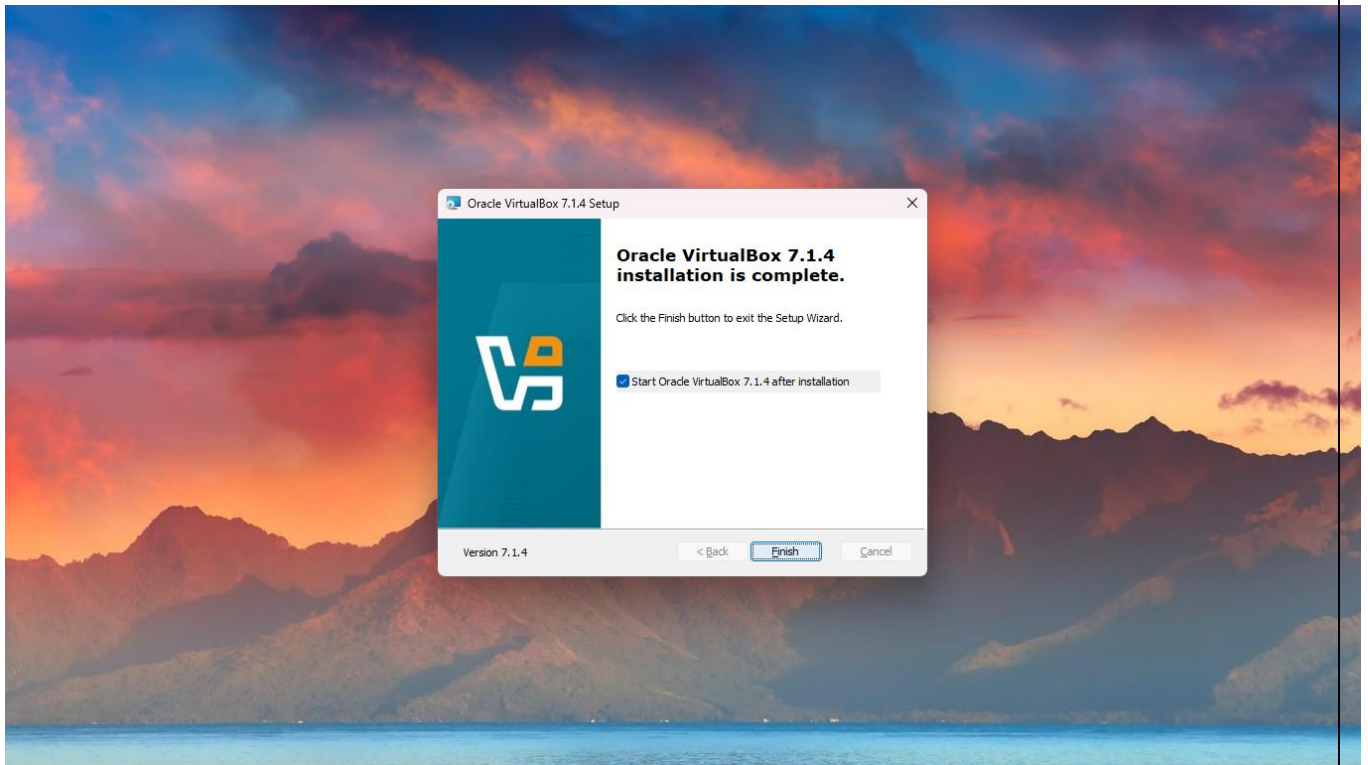 Oracle VirtualBox 7.1.4 Setup
Oracle VirtualBox 7.1.4
installation is complete.
Click the Finish button to exit the Setup Wizard.
Start Oracle VirtualBox 7.1.4 after installation
Version 7.1.4
< Back
Finish
Cancel